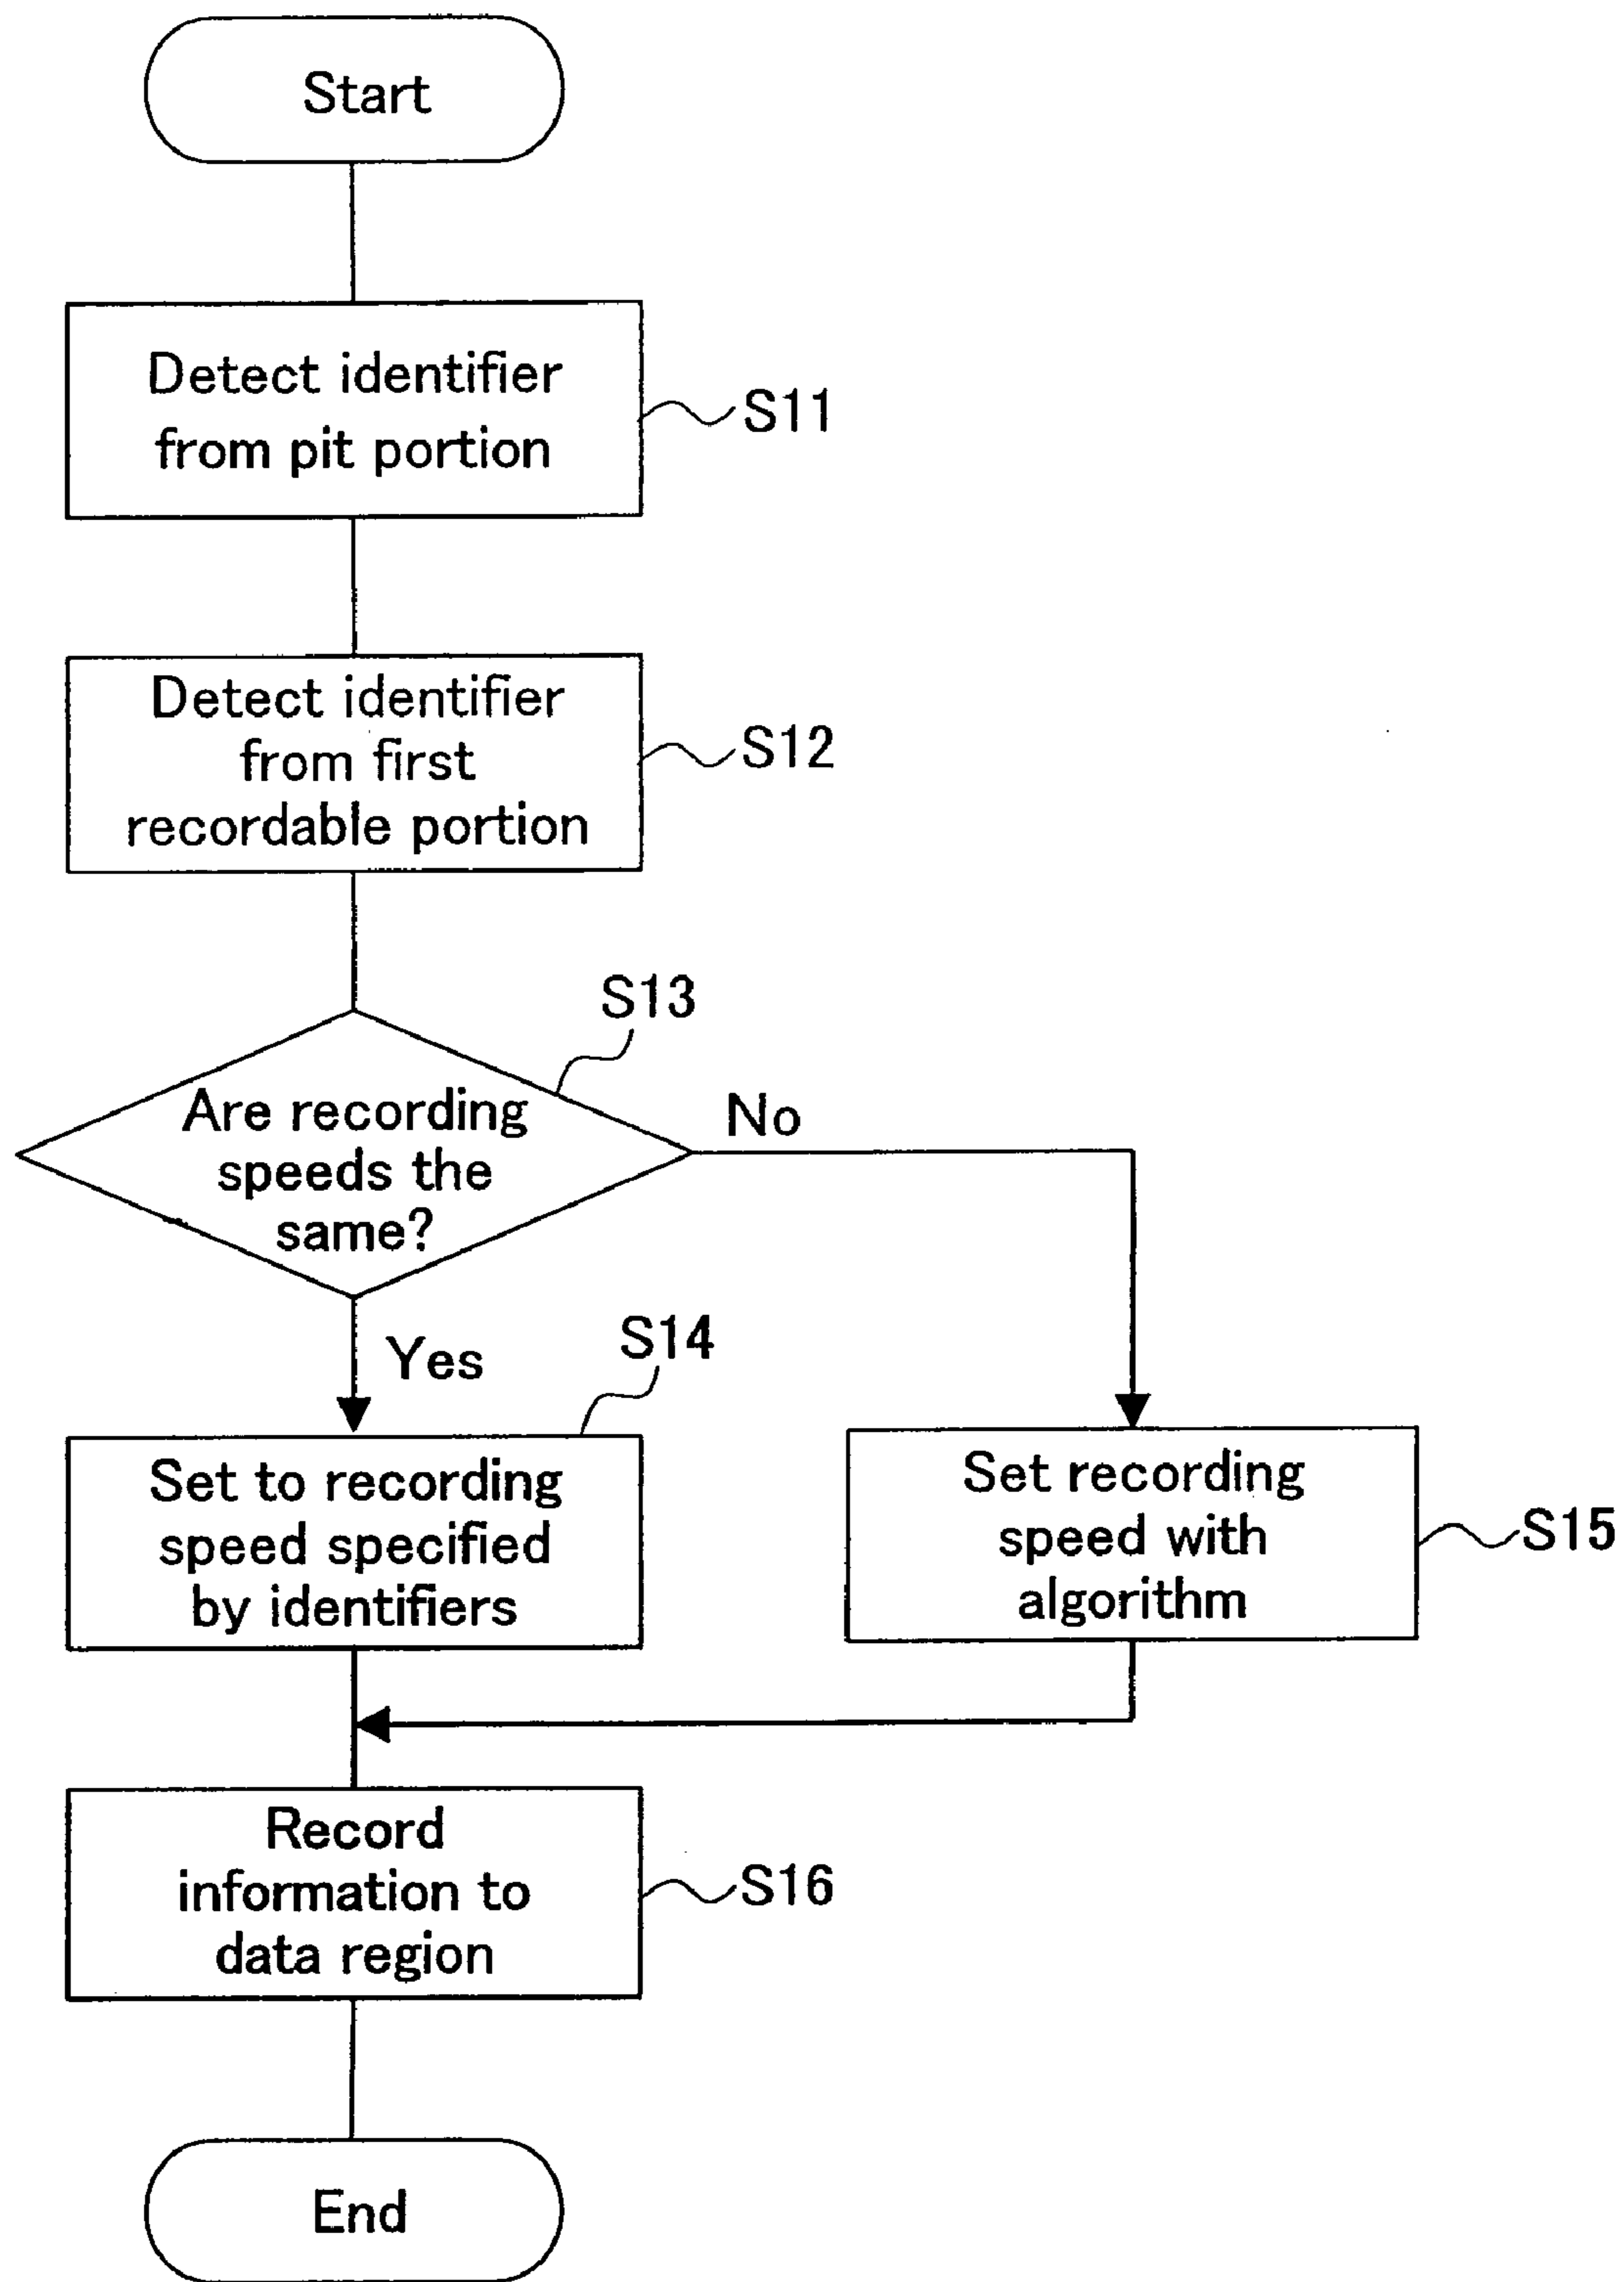 Start
Detect identifier
from pit portion
S11
Detect identifier
from first
recordable portion
S12
S13
Are recording
speeds the
same?
No
Yes
S14
Set to recording
speed specified
by identifiers
Set recording
speed with
algorithm
S15
Record
information to
data region
S16
End